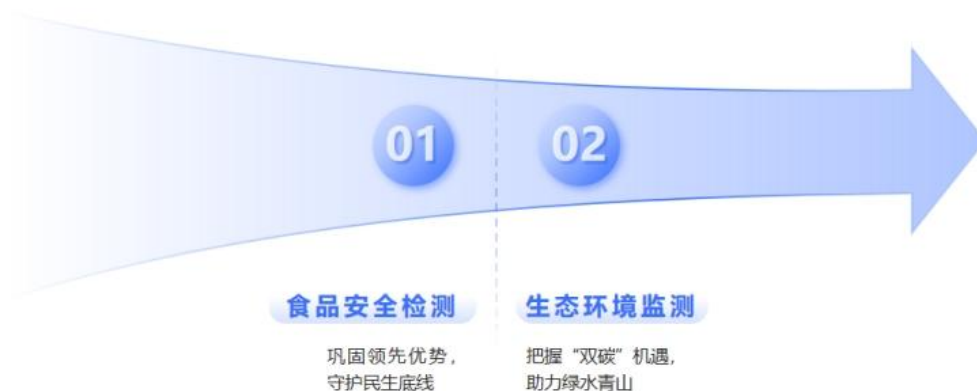 01
02
食品安全检测
生态环境监测
巩固领先优势，
守护民生底线
把握“双碳”机遇，
助力绿水青山